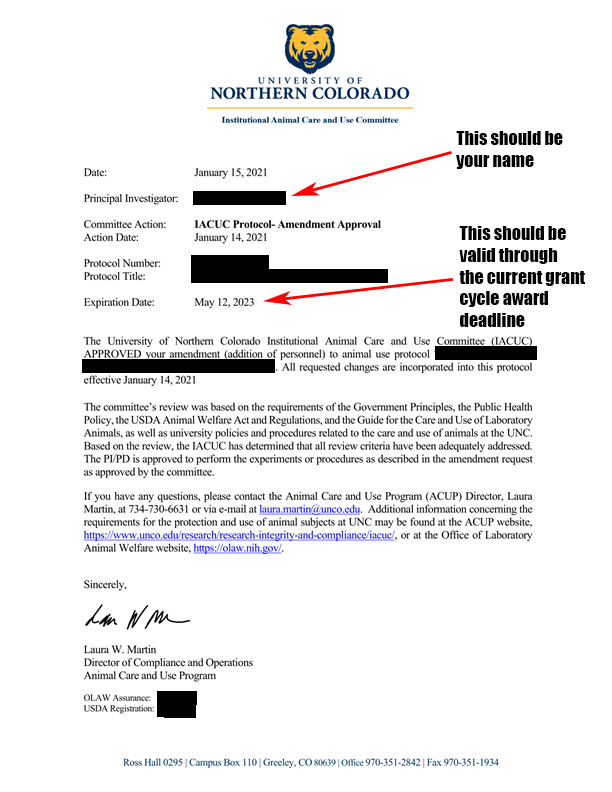 UNIVERSITY OF
NORTHERN COLORADO
Institutional Animal Care and Use Committee
This should be
your name
Date: January 15, 2021
Principal Investigator:
Committee Action: IACUC Protocol- Amendment Approval
Action Date: January 14, 2021
This should be
valid through
the current grant
cycle award
deadline
Protocol Number:
Protocol Title:
Expiration Date: May 12, 2023
The University of Northern Colorado Institutional Animal Care and Use Committee (IACUC)
APPROVED your amendment (addition of personnel) to animal use protocol
. All requested changes are incorporated into this protocol
effective January 14, 2021
The committee's review was based on the requirements of the Government Principles, the Public Health
Policy, the USDA Animal Welfare Act and Regulations, and the Guide for the Care and Use of Laboratory
Animals, as well as university policies and procedures related to the care and use of animals at the UNC.
Based on the review, the IACUC has determined that all review criteria have been adequately addressed.
The PI/PD is approved to perform the experiments or procedures as described in the amendment request
as approved by the committee.
If you have any questions, please contact the Animal Care and Use Program (ACUP) Director, Laura
Martin, at 734-730-6631 or via e-mail at laura.martin@unco.edu. Additional information concerning the
requirements for the protection and use of animal subjects at UNC may be found at the ACUP website,
https://www.unco.edu/research/research-integrity-and-compliance/iacuc/, or at the Office of Laboratory
Animal Welfare website, https://olaw.nih.gov/.
Sincerely,
Laura W. Martin
Director of Compliance and Operations
Animal Care and Use Program
OLAW Assurance:
USDA Registration:
Ross Hall 0295 | Campus Box 110 | Greeley, CO 80639 | Office 970-351-2842 | Fax 970-351-1934